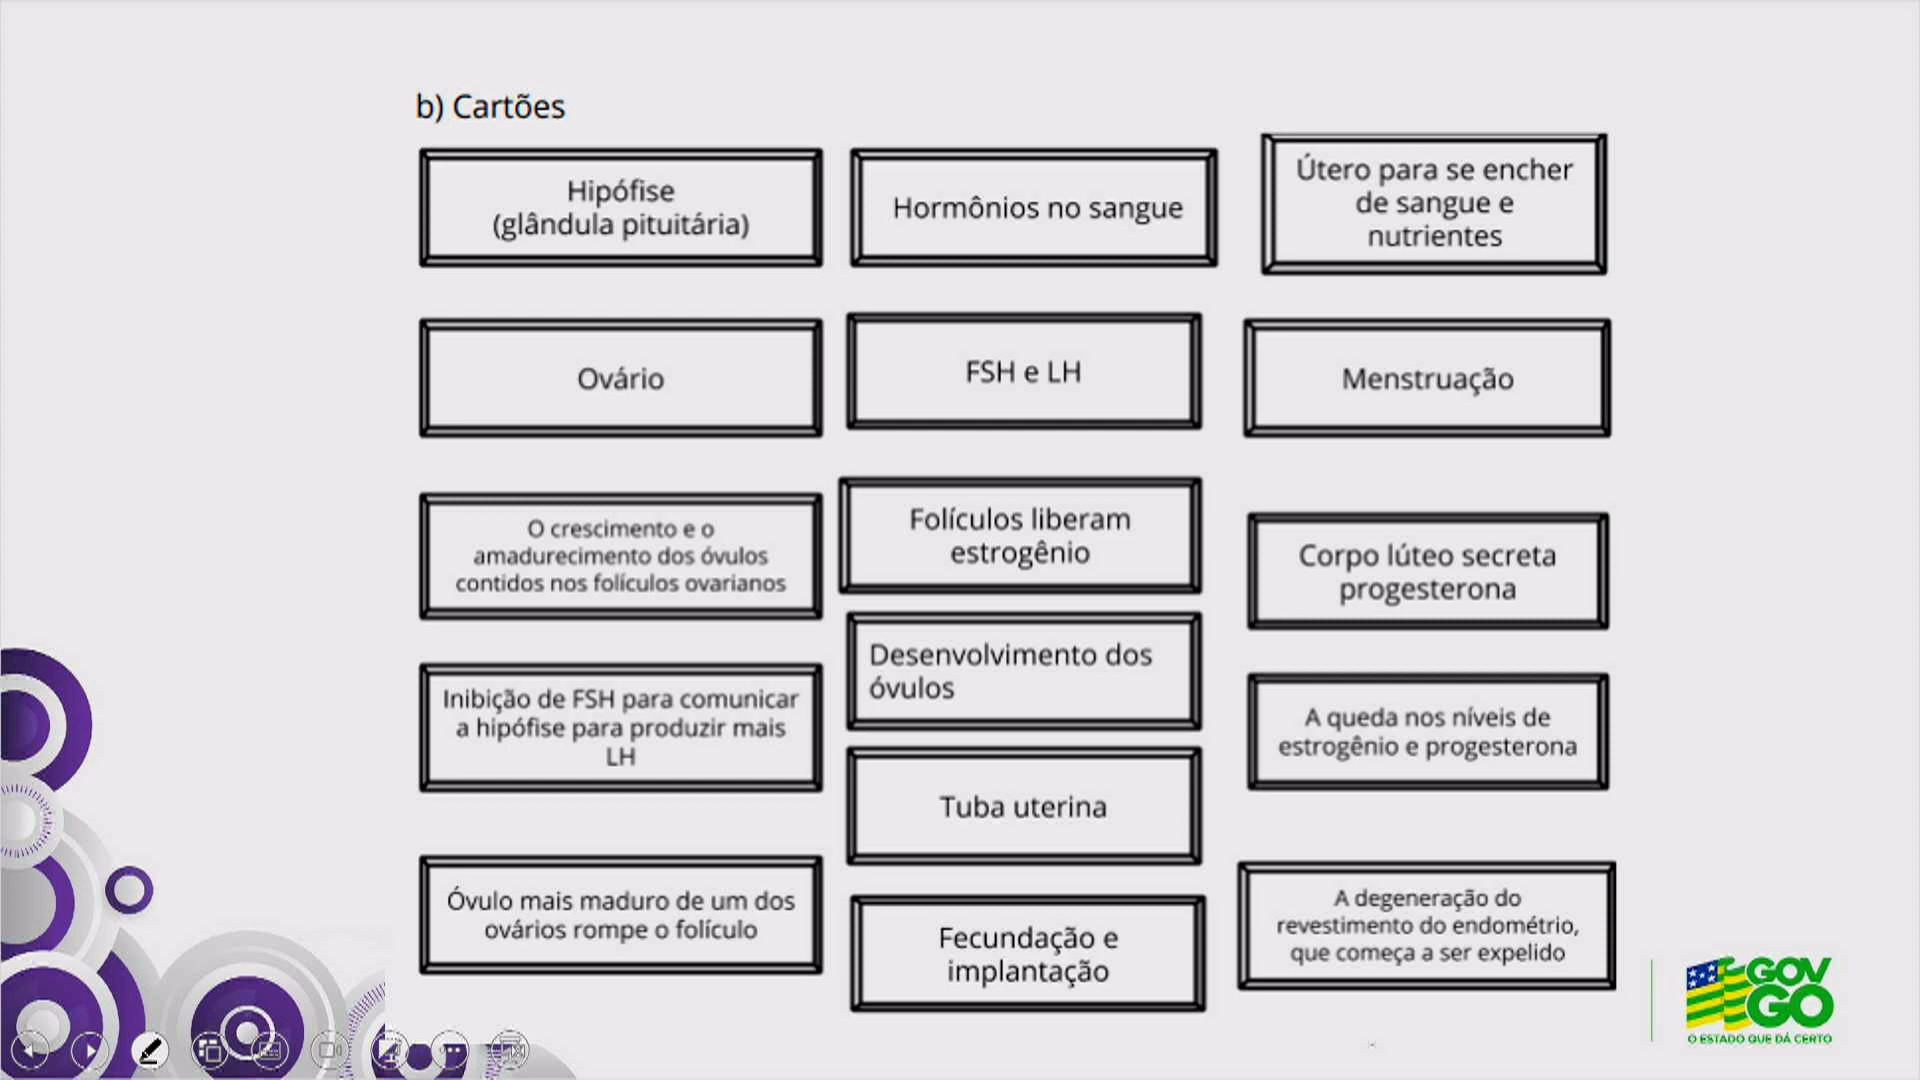 b) Cartões
Hipófise
(glândula pituitária)
Hormônios no sangue
Útero para se encher
de sangue e
nutrientes
Ovário
FSH e LH
Menstruação
O crescimento e o
amadurecimento dos óvulos
contidos nos folículos ovarianos
Folículos liberam
estrogênio
Corpo lúteo secreta
progesterona
Inibição de FSH para comunicar
a hipófise para produzir mais
LH
Desenvolvimento dos
óvulos
A queda nos níveis de
estrogênio e progesterona
Tuba uterina
Óvulo mais maduro de um dos
ovários rompe o folículo
Fecundação e
implantação
A degeneração do
revestimento do endométrio,
que começa a ser expelido
GOV
GO
O ESTADO QUE DÁ CERTO